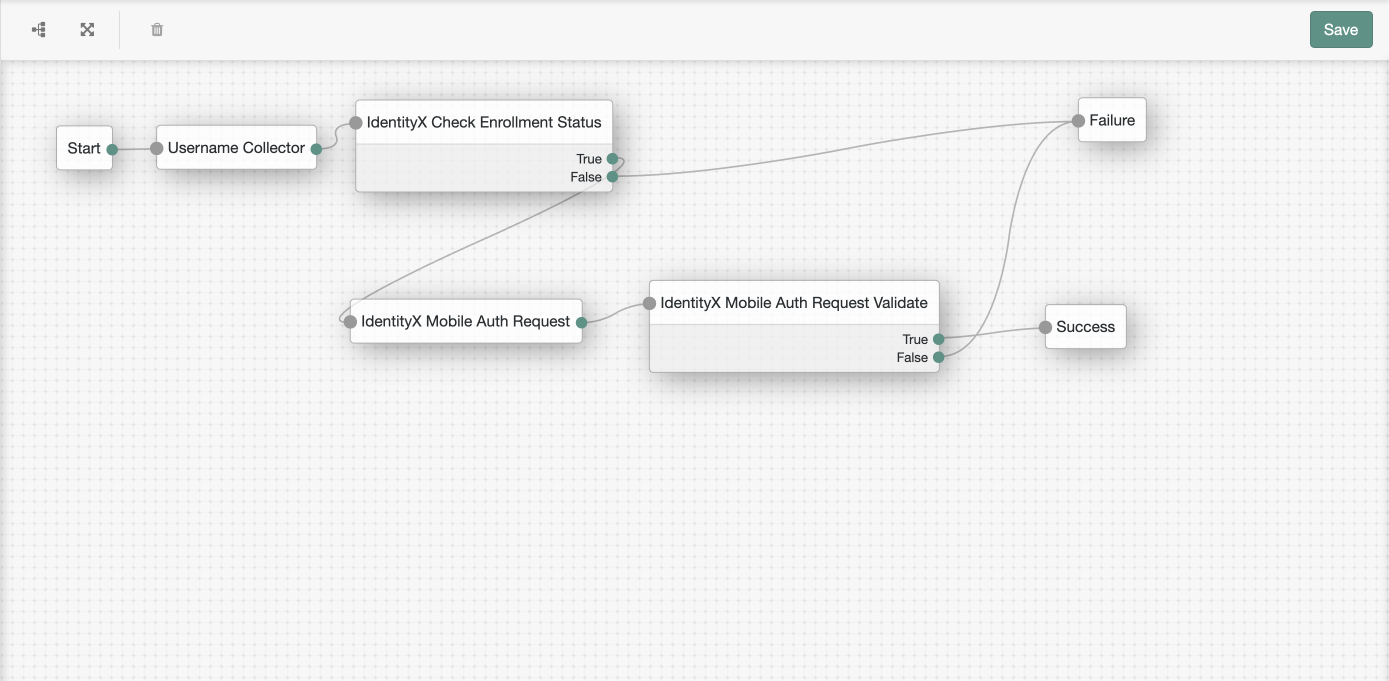 Save
Start
Username Collector
IdentityX Check Enrollment Status
True
False
Failure
IdentityX Mobile Auth Request
IdentityX Mobile Auth Request Validate
True
False
Success